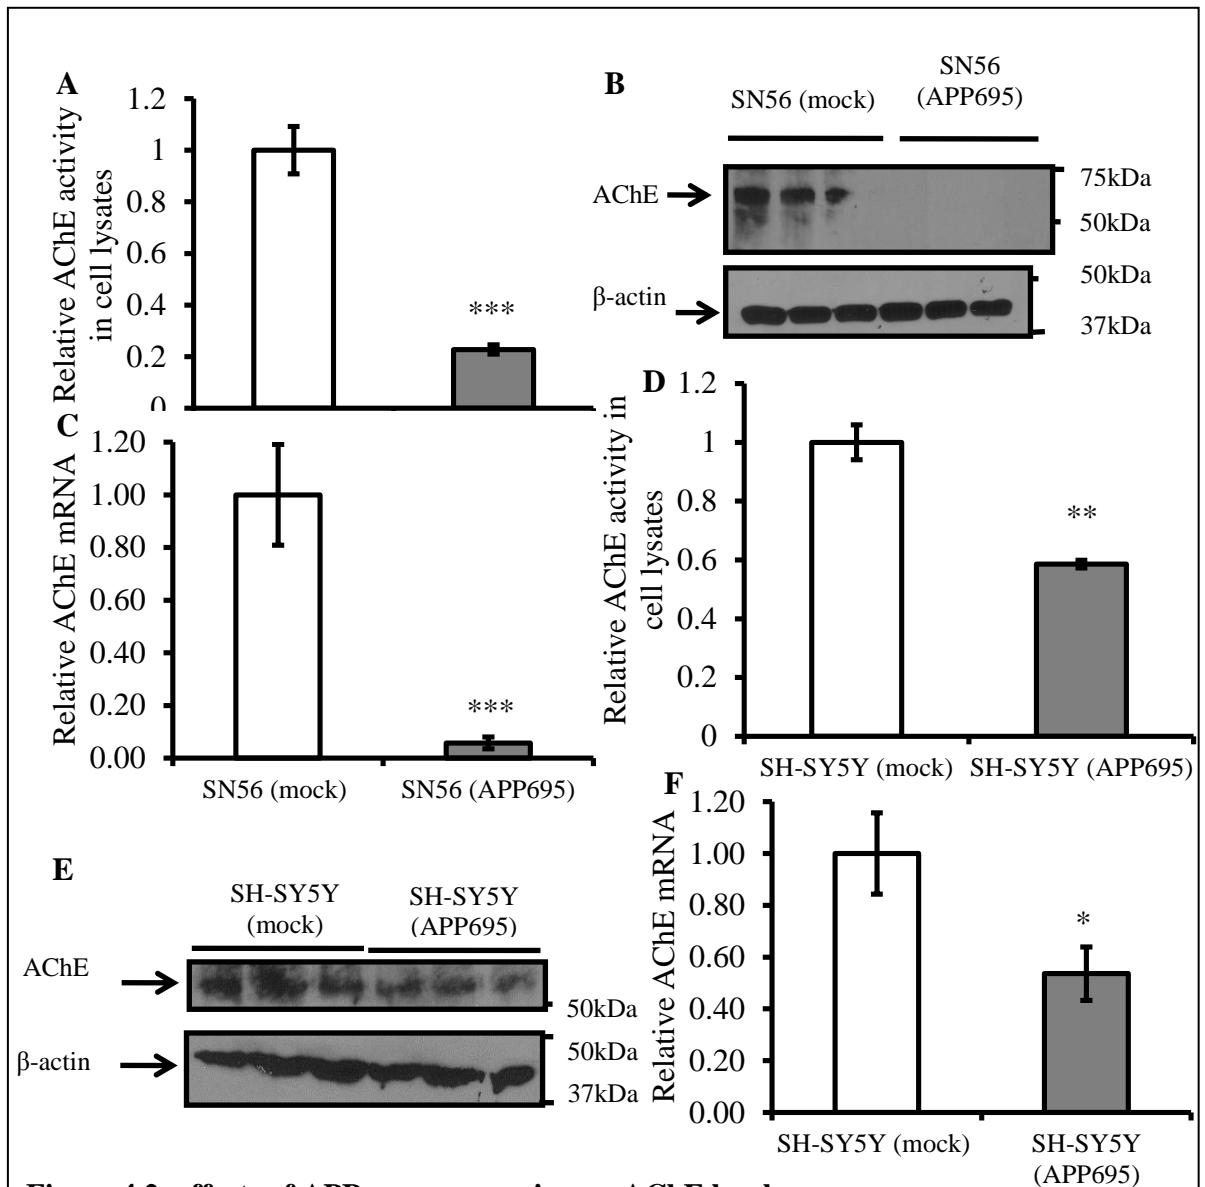 A
Relative AChE activity
in cell lysates
1.2
1
0.8
0.6
0.4
0.2
0
***
B
SN56 (mock)
SN56
(APP695)
AChE
75kDa
50kDa
β-actin
50kDa
37kDa
C
Relative AChE mRNA
1.20
1.00
0.80
0.60
0.40
0.20
0.00
***
SN56 (mock)
SN56 (APP695)
D
Relative AChE activity in
cell lysates
1.2
1
0.8
0.6
0.4
0.2
0
**
SH-SY5Y (mock)
SH-SY5Y (APP695)
E
SH-SY5Y
(mock)
SH-SY5Y
(APP695)
AChE
50kDa
β-actin
50kDa
37kDa
F
Relative AChE mRNA
1.20
1.00
0.80
0.60
0.40
0.20
0.00
*
SH-SY5Y (mock)
SH-SY5Y
(APP695)